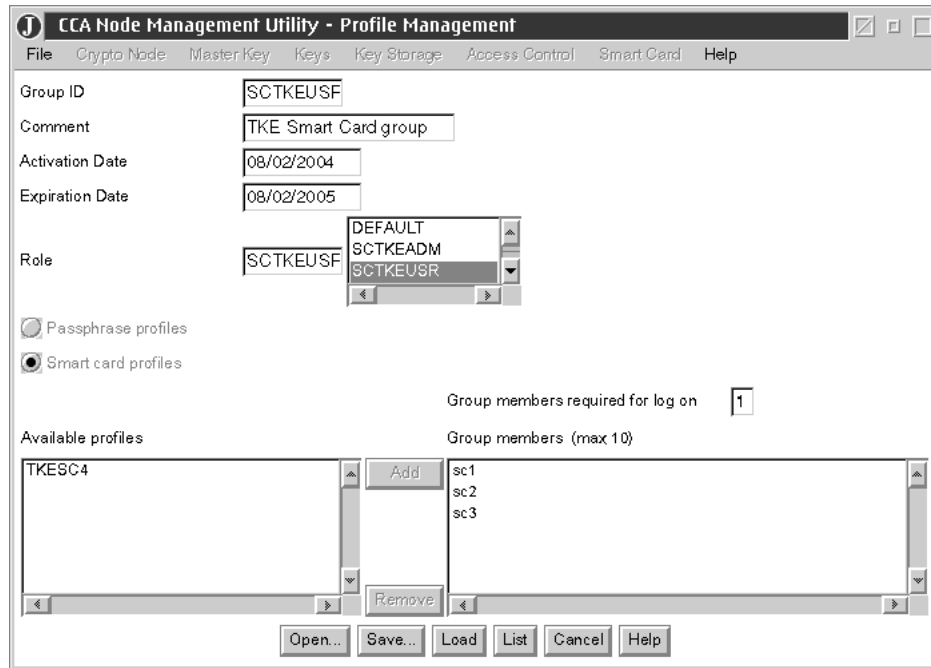 J CCA Node Management Utility - Profile Management
File Crypto Node Master Key Keys Key Storage Access Control Smart Card Help
Group ID SCTKEUSF
Comment TKE Smart Card group
Activation Date 08/02/2004
Expiration Date 08/02/2005
DEFAULT
SCTKEADM
Role SCTKEUSF SCTKEUSR
Passphrase profiles
Smart card profiles
Group members required for log on 1
Available profiles Group members (max 10)
TKESC4 Add sc1
sc2
sc3
Remove
Open... Save... Load List Cancel Help